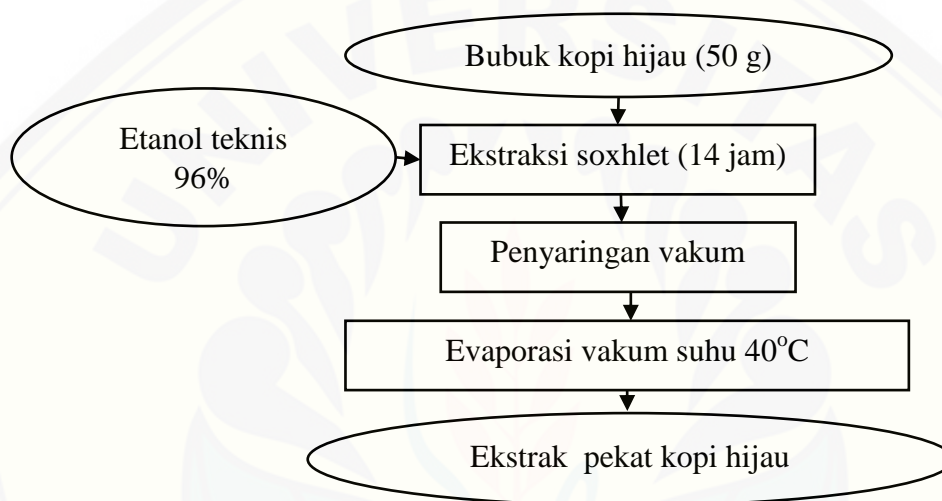 UNIVERSITAS
Bubuk kopi hijau (50 g)
Etanol teknis
96%
Ekstraksi soxhlet (14 jam)
Penyaringan vakum
Evaporasi vakum suhu 40°C
Ekstrak pekat kopi hijau